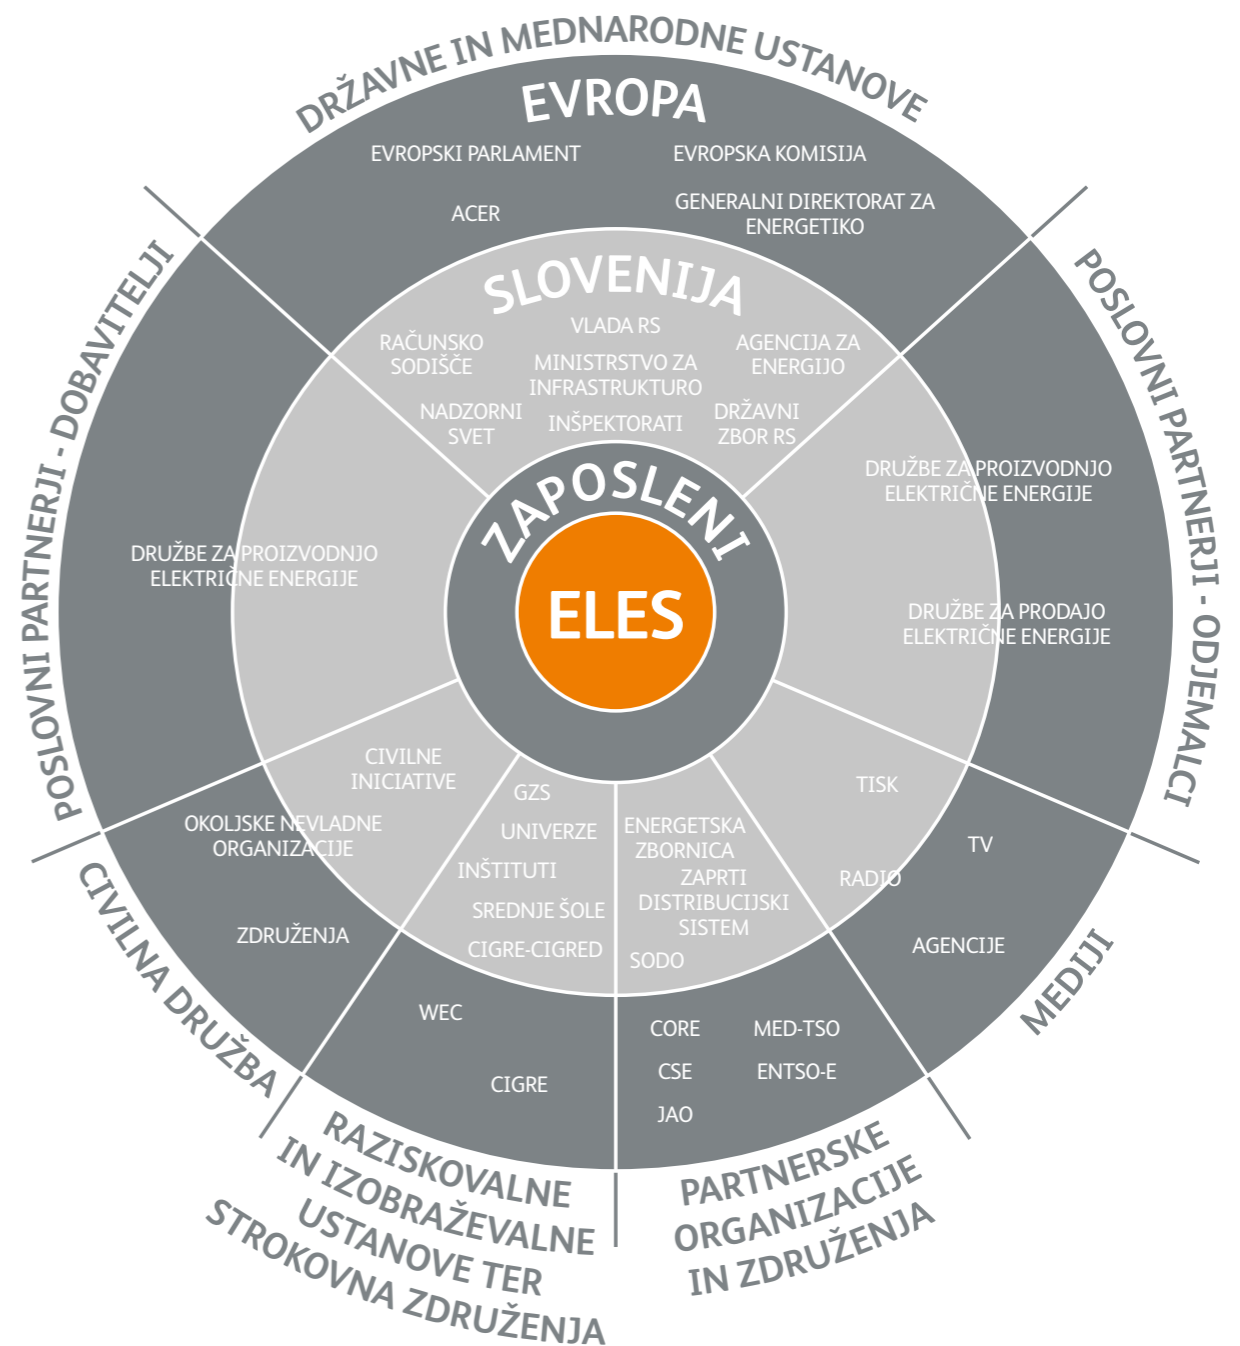 DRŽAVNE IN MEDNARODNE USTANOVE
EVROPA
EVROPSKI PARLAMENT
EVROPSKA KOMISIJA
ACER
GENERALNI DIREKTORAT ZA
ENERGETIKO
SLOVENIJA
VLADA RS
RAČUNSKO
SODIŠČE
MINISTRSTVO ZA
INFRASTRUKTURO
AGENCIJA ZA
ENERGIJO
NADZORNI
SVET
INŠPEKTORATI
DRŽAVNI
ZBOR RS
ZAPOSLENI
ELES
POSLOVNI PARTNERJI - DOBAVITELJI
DRUŽBE ZA PROIZVODNJO
ELEKTRIČNE ENERGIJE
POSLOVNI PARTNERJI - ODJEMALCI
DRUŽBE ZA PROIZVODNJO
ELEKTRIČNE ENERGIJE
DRUŽBE ZA PRODAJO
ELEKTRIČNE ENERGIJE
CIVILNE
INICIATIVE
OKOLJSKE NEVLADNE
ORGANIZACIJE
ZDRUŽENJA
CIVILNA DRUŽBA
GZS
UNIVERZE
INŠTITUTI
SREDNJE ŠOLE
CIGRE-CIGRED
WEC
CIGRE
RAZISKOVALNE
IN IZOBRAŽEVALNE
USTANOVE TER
STROKOVNA ZDRUŽENJA
ENERGETSKA
ZBORNICA
ZAPRTI
DISTRIBUCIJSKI
SISTEM
SODO
CORE
MED-TSO
CSE
ENTSO-E
JAO
PARTNERSKE
ORGANIZACIJE
IN ZDRUŽENJA
TISK
TV
RADIO
AGENCIJE
MEDIJI